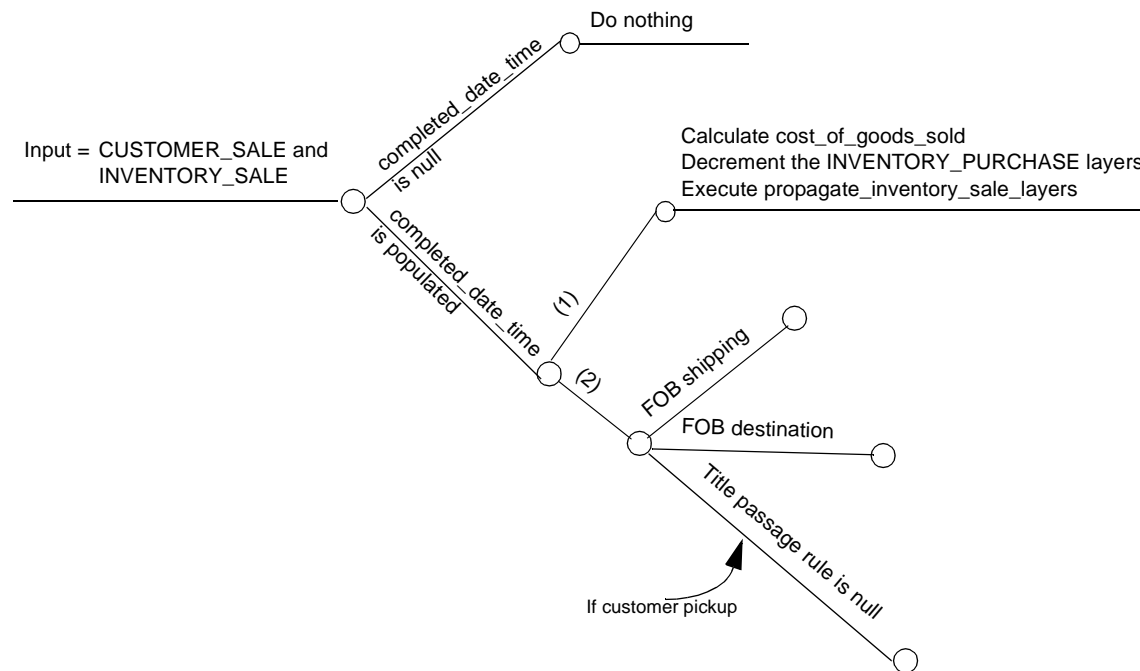 Do nothing
completed_date_time
is null
Input = CUSTOMER_SALE and
INVENTORY_SALE
Calculate cost_of_goods_sold
Decrement the INVENTORY_PURCHASE layers
Execute propagate_inventory_sale_layers
completed_date_time
is populated
(1)
(2)
FOB shipping
FOB destination
Title passage rule is null
If customer pickup